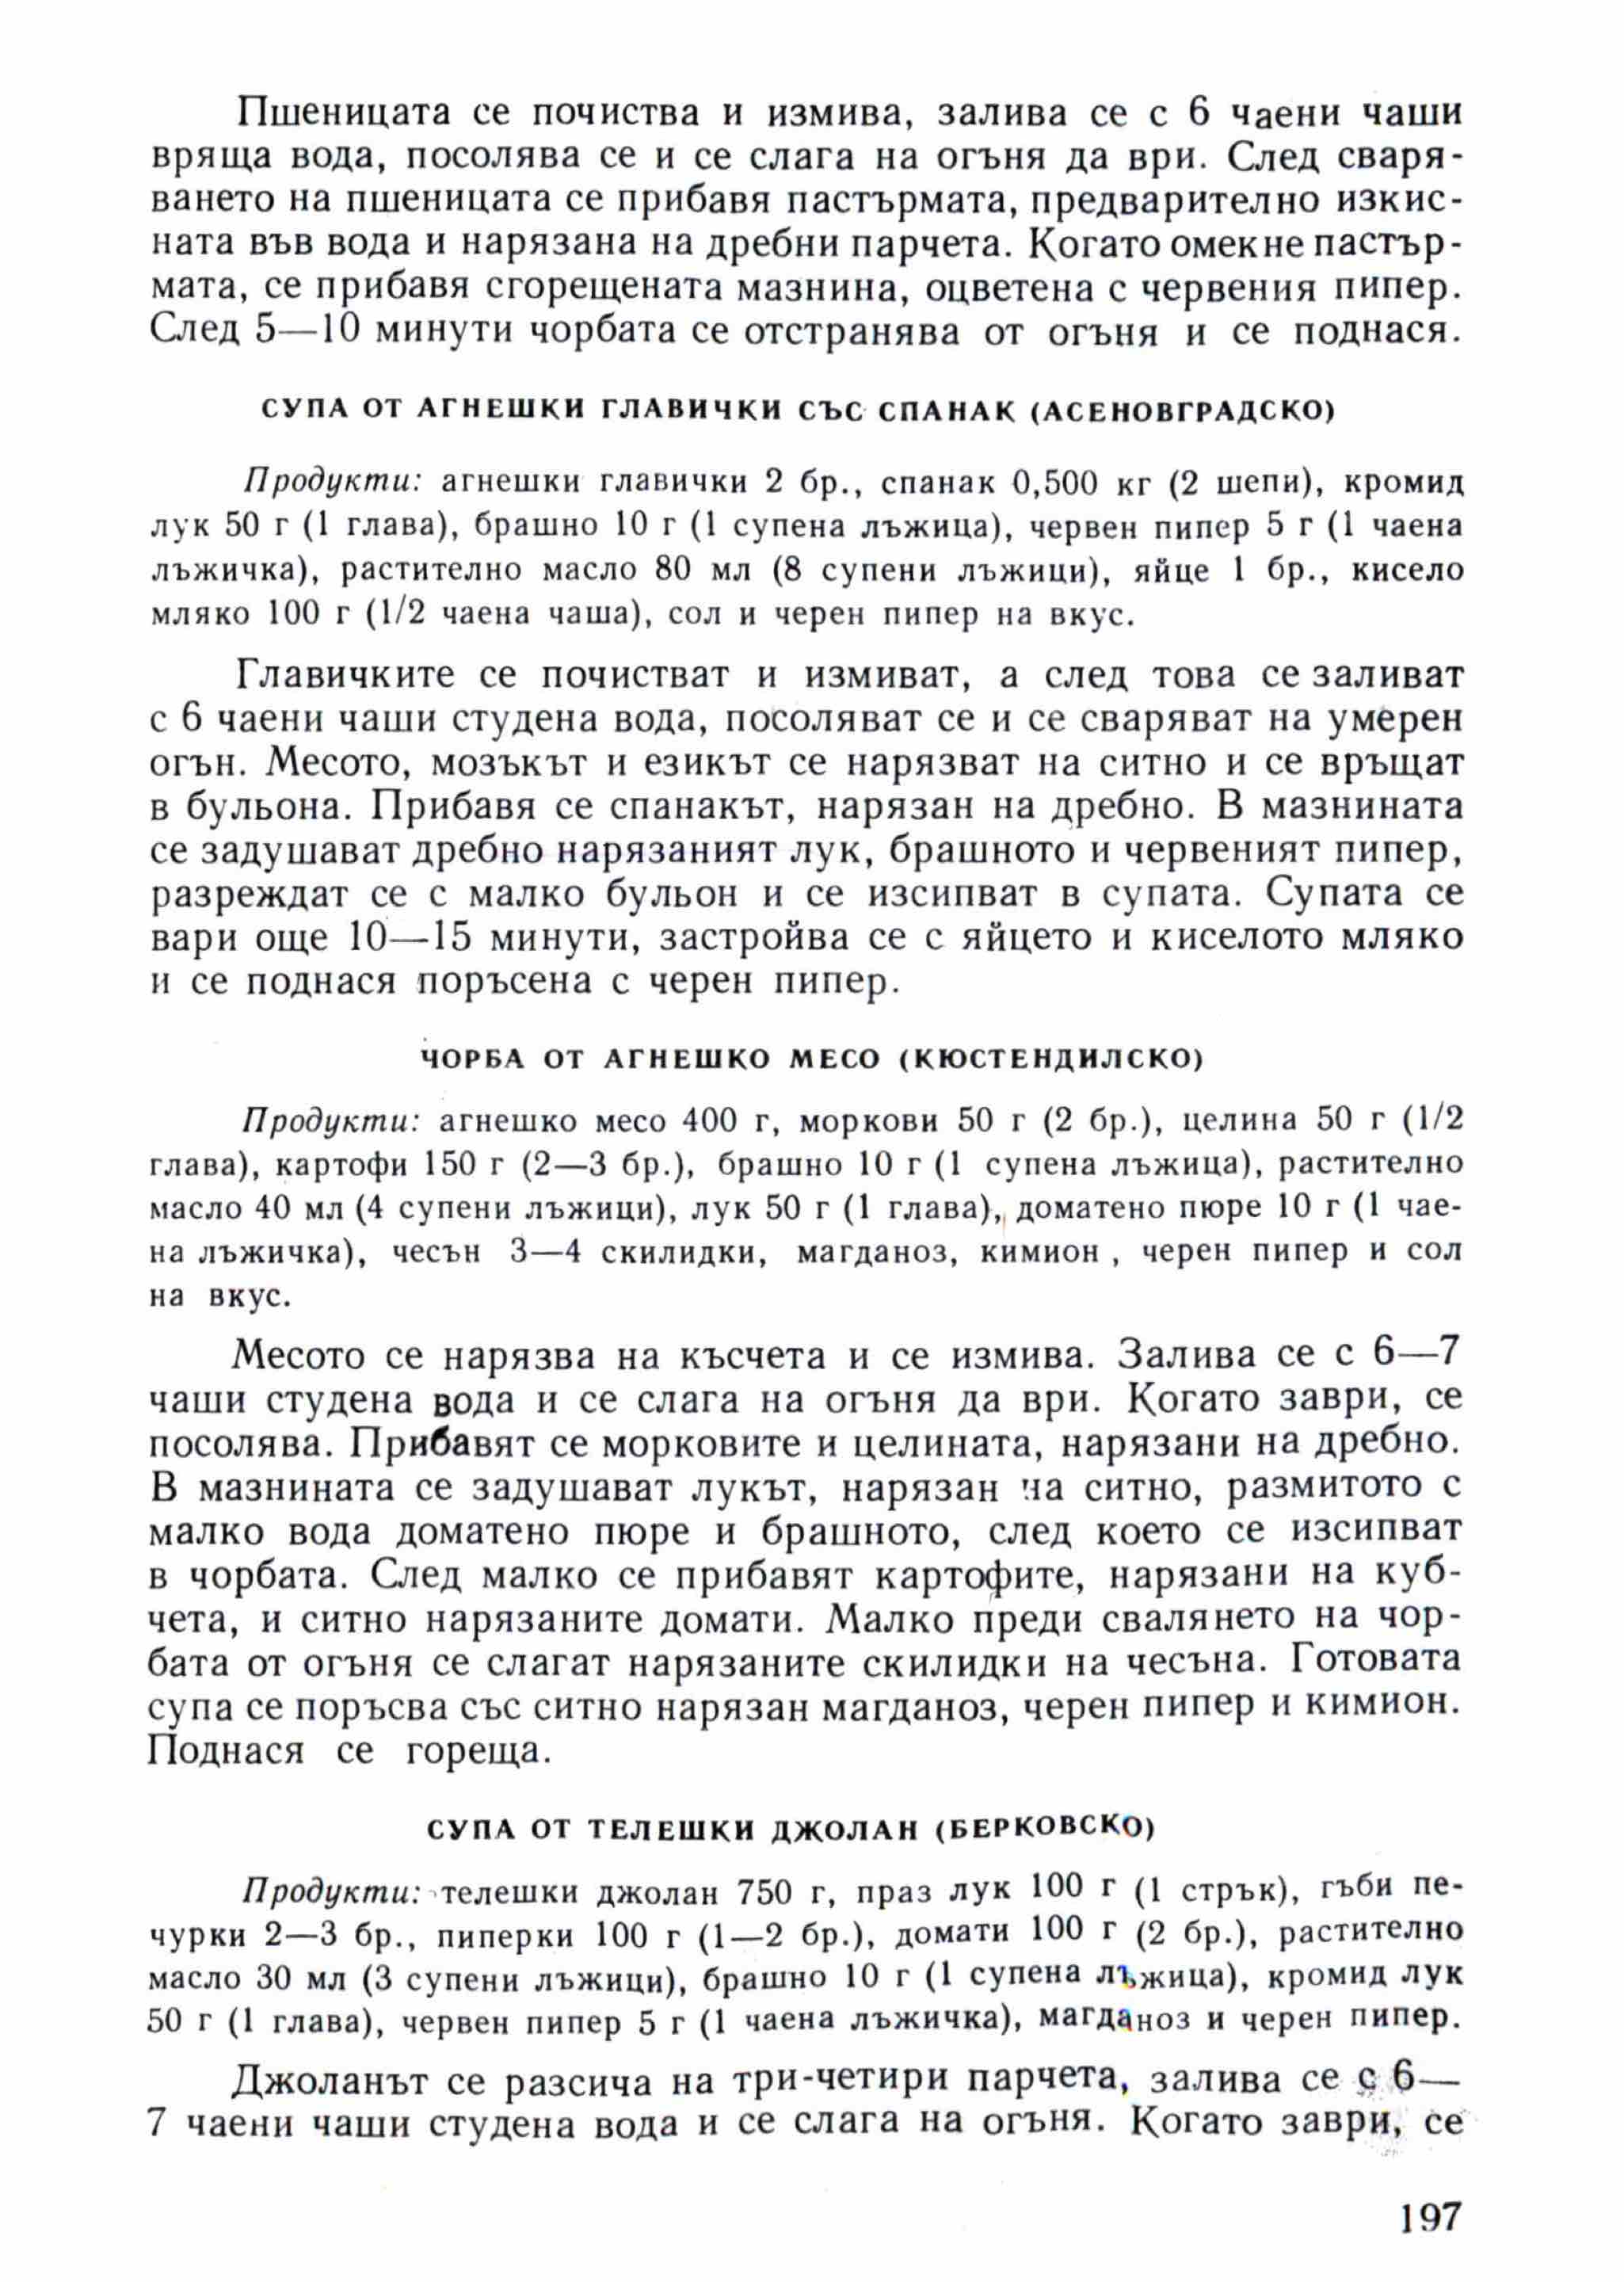 Пшеницата се почиства и измива, залива се с 6 чаени чаши
вряща вода, посолява се и се слага на огъня да ври. След сваря-
ването на пшеницата се прибавя пастърмата, предварително изкис-
ната във вода и нарязана на дребни парчета. Когато омекне пастър-
мата, се прибавя сгорещената мазнина, оцветена с червения пипер.
След 5—10 минути чорбата се отстранява от огъня и се поднася.
СУПА ОТ АГНЕШКИ ГЛАВИЧКИ СЪС СПАНАК (АСЕНОВГРАДСКО)
Продукти: агнешки главички 2 бр., спанак 0,500 кг (2 шепи), кромид
лук 50 г (1 глава), брашно 10 г (1 супена лъжица), червен пипер 5 г (1 чаена
лъжичка), растително масло 80 мл (8 супени лъжици), яйце 1 бр., кисело
мляко 100 г (1/2 чаена чаша), сол и черен пипер на вкус.
Главичките се почистват и измиват, а след това се заливат
с 6 чаени чаши студена вода, посоляват се и се сваряват на умерен
огън. Месото, мозъкът и езикът се нарязват на ситно и се връщат
в бульона. Прибавя се спанакът, нарязан на дребно. В мазнината
се задушават дребно нарязаният лук, брашното и червеният пипер,
разреждат се с малко бульон и се изсипват в супата. Супата се
вари още 10—15 минути, застройва се с яйцето и киселото мляко
и се поднася поръсена с черен пипер.
ЧОРБА ОТ АГНЕШКО МЕСО (КЮСТЕНДИЛСКО)
Продукти: агнешко месо 400 г, моркови 50 г (2 бр.), целина 50 г (1/2
глава), картофи 150 г (2—3 бр.), брашно 10 г (1 супена лъжица), растително
масло 40 мл (4 супени лъжици), лук 50 г (1 глава), доматено пюре 10 г (1 чае-
на лъжичка), чесън 3—4 скилидки, магданоз, кимион , черен пипер и сол
на вкус.
Месото се нарязва на късчета и се измива. Залива се с 6—7
чаши студена вода и се слага на огъня да ври. Когато заври, се
посолява. Прибавят се морковите и целината, нарязани на дребно.
В мазнината се задушават лукът, нарязан на ситно, размитото с
малко вода доматено пюре и брашното, след което се изсипват
в чорбата. След малко се прибавят картофите, нарязани на куб-
чета, и ситно нарязаните домати. Малко преди свалянето на чор-
бата от огъня се слагат нарязаните скилидки на чесъна. Готовата
супа се поръсва със ситно нарязан магданоз, черен пипер и кимион.
Поднася се гореща.
СУПА ОТ ТЕЛЕШКИ ДЖОЛАН (БЕРКОВСКО)
Продукти: телешки джолан 750 г, праз лук 100 г (1 стрък), гъби пе-
чурки 2—3 бр., пиперки 100 г (1—2 бр.), домати 100 г (2 бр.), растително
масло 30 мл (3 супени лъжици), брашно 10 г (1 супена лъжица), кромид лук
50 г (1 глава), червен пипер 5 г (1 чаена лъжичка), магданоз и черен пипер.
Джоланът се разсича на три-четири парчета, залива се с 6—
7 чаени чаши студена вода и се слага на огъня. Когато заври, се
197